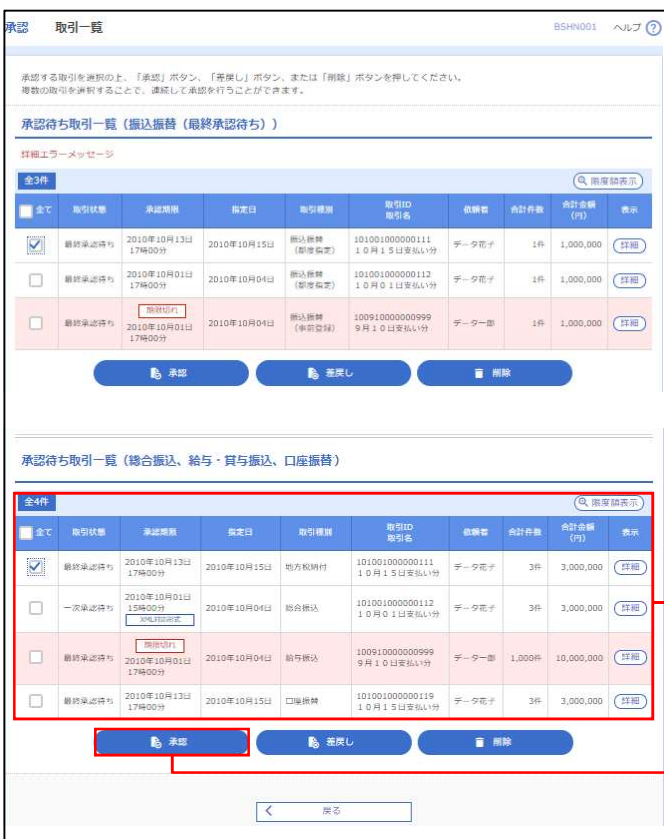 承認 取引一覧 BSHN001 ヘルプ ?
承認する取引を選択の上、「承認」ボタン、「差戻し」ボタン、または「削除」ボタンを押してください。
複数の取引を選択することで、連続して承認を行うことができます。
承認待ち取引一覧（振込振替（最終承認待ち））
詳細エラーメッセージ
全3件 限度額表示
全て 取引状態 承認期限 指定日 取引種別 取引ID 依頼者 合計件数 合計金額 表示
取引名 (円)
最終承認待ち 2010年10月13日 2010年10月15日 振込振替 101001000000111 データ花子 1件 1,000,000 詳細
17時00分 （都度指定） １０月１５日支払い分
最終承認待ち 2010年10月01日 2010年10月04日 振込振替 101001000000112 データ花子 1件 1,000,000 詳細
17時00分 （都度指定） １０月０１日支払い分
期限切れ
最終承認待ち 2010年10月01日 2010年10月04日 振込振替 100910000000999 データ一郎 1件 1,000,000 詳細
17時00分 （事前登録） ９月１０日支払い分
承認 差戻し 削除
承認待ち取引一覧（総合振込、給与・賞与振込、口座振替）
全4件 限度額表示
全て 取引状態 承認期限 指定日 取引種別 取引ID 依頼者 合計件数 合計金額 表示
取引名 (円)
最終承認待ち 2010年10月13日 2010年10月15日 地方税納付 101001000000111 データ花子 3件 3,000,000 詳細
17時00分 １０月１５日支払い分
一次承認待ち 2010年10月01日 2010年10月04日 総合振込 101001000000112 データ花子 3件 3,000,000 詳細
15時00分 １０月０１日支払い分
XML対応形式
期限切れ
最終承認待ち 2010年10月01日 2010年10月04日 給与振込 100910000000999 データ一郎 1,000件 10,000,000 詳細
17時00分 ９月１０日支払い分
最終承認待ち 2010年10月13日 2010年10月15日 口座振替 101001000000119 データ花子 3件 3,000,000 詳細
17時00分 １０月１５日支払い分
承認 差戻し 削除
戻る